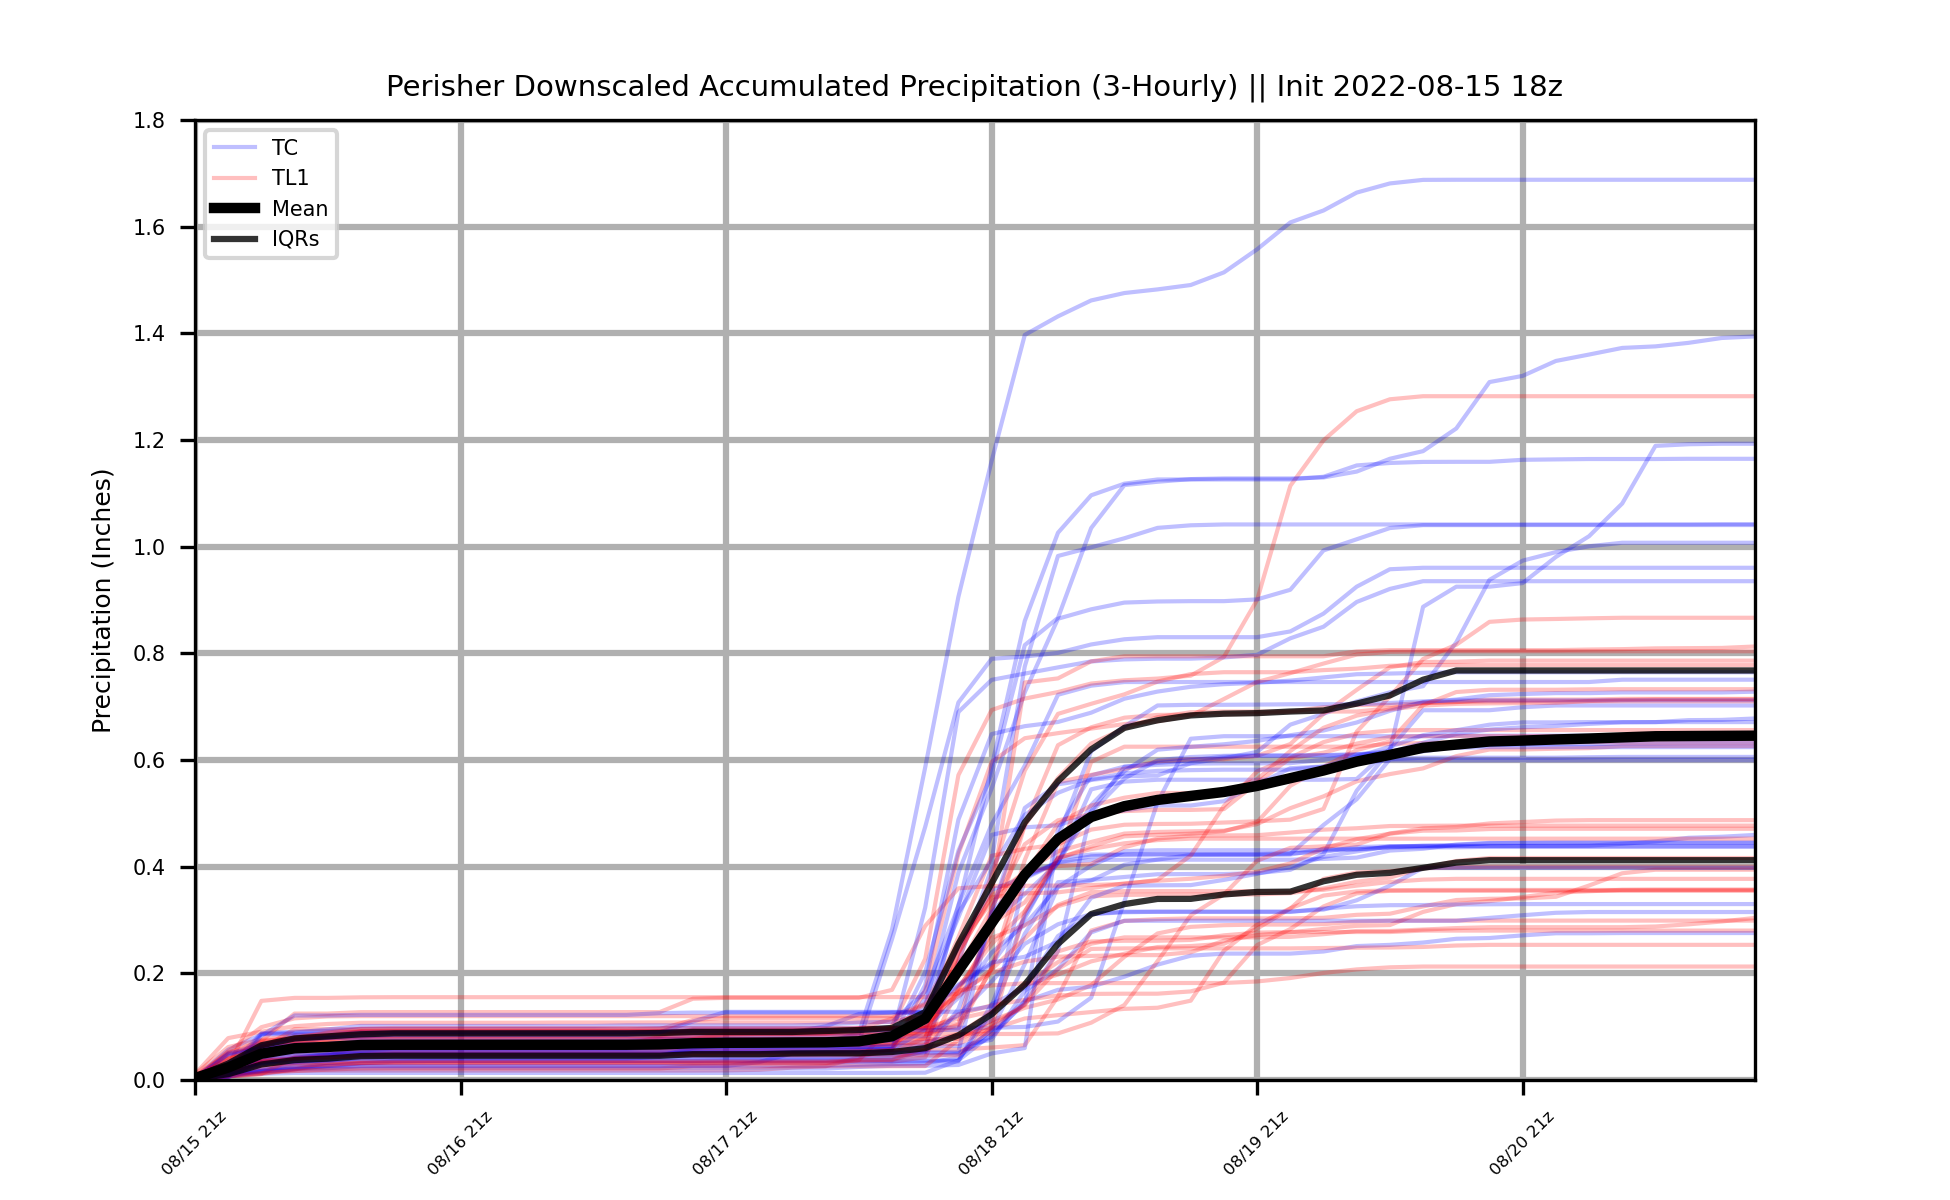 Perisher Downscaled Accumulated Precipitation (3-Hourly) || Init 2022-08-15 18z
Precipitation (Inches)
1.8
1.6
1.4
1.2
1.0
0.8
0.6
0.4
0.2
0.0
TC
TL1
Mean
IQRs
08/15 21z
08/16 21z
08/17 21z
08/18 21z
08/19 21z
08/20 21z